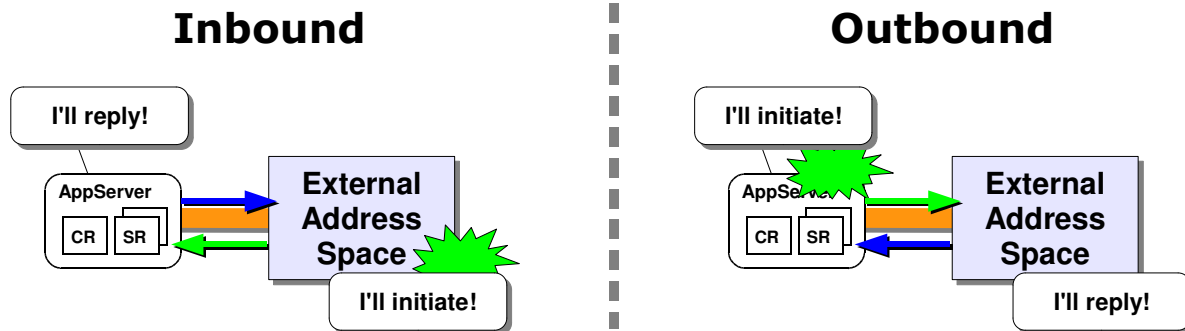 Inbound
I'll reply!
AppServer
CR
SR
External
Address
Space
I'll initiate!
Outbound
I'll initiate!
CR
SR
External
Address
Space
I'll reply!